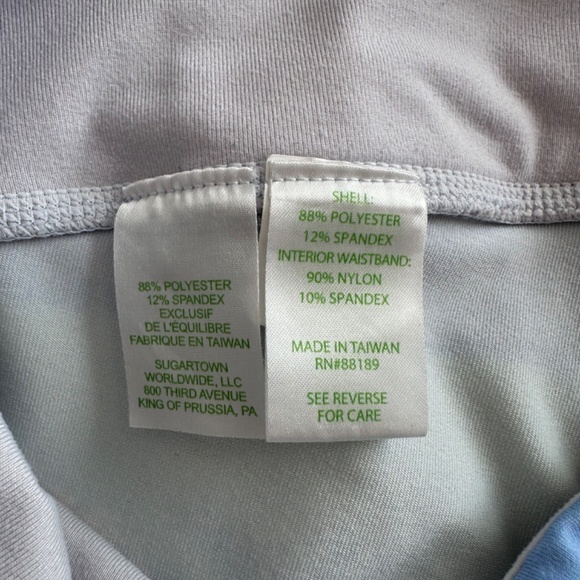 88% POLYESTER
12% SPANDEX
EXCLUSIF
DE L'ÉQUILIBRE
FABRIQUE EN TAIWAN
SUGARTOWN
WORLDWIDE, LLC
800 THIRD AVENUE
KING OF PRUSSIA, PA
SHELL:
88% POLYESTER
12% SPANDEX
INTERIOR WAISTBAND:
90% NYLON
10% SPANDEX
MADE IN TAIWAN
RN#88189
SEE REVERSE
FOR CARE